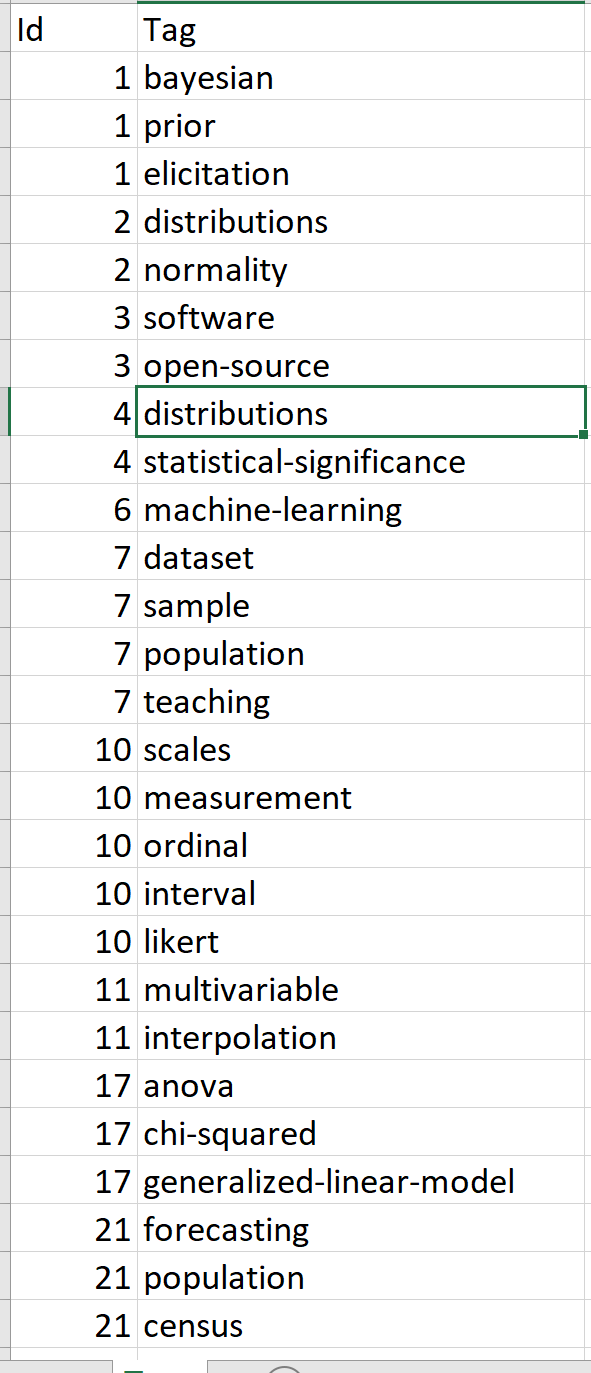 Id Tag
1 bayesian
1 prior
1 elicitation
2 distributions
2 normality
3 software
3 open-source
4 distributions
4 statistical-significance
6 machine-learning
7 dataset
7 sample
7 population
7 teaching
10 scales
10 measurement
10 ordinal
10 interval
10 likert
11 multivariable
11 interpolation
17 anova
17 chi-squared
17 generalized-linear-model
21 forecasting
21 population
21 census